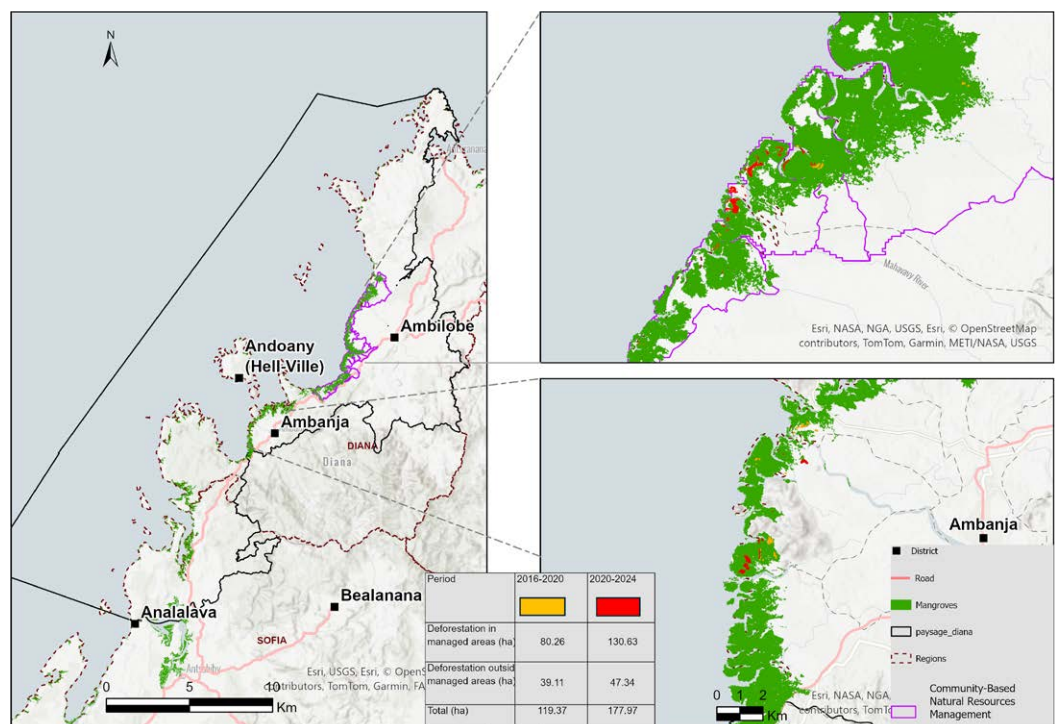 N
Ambilobe
Andoany
(Hell-Ville)
Ambanja
DIANA
Diana
Analalava
Bealanana
SOFIA
Esri, USGS, Esri, © OpenSt
contributors, TomTom, Garmin, FA
0 5 10
Km
Mahavavy River
Esri, NASA, NGA, USGS, Esri, © OpenStreetMap
contributors, TomTom, Garmin, METI/NASA, USGS
Ambanja
Esri, NASA, NGA,
contributors, TomT
0 1 2
Km
Period 2016-2020 2020-2024
Deforestation in
managed areas (ha) 80.26 130.63
Deforestation outsid
managed areas (ha) 39.11 47.34
Total (ha) 119.37 177.97
District
Road
Mangroves
paysage_diana
Regions
Community-Based
Natural Resources
Management